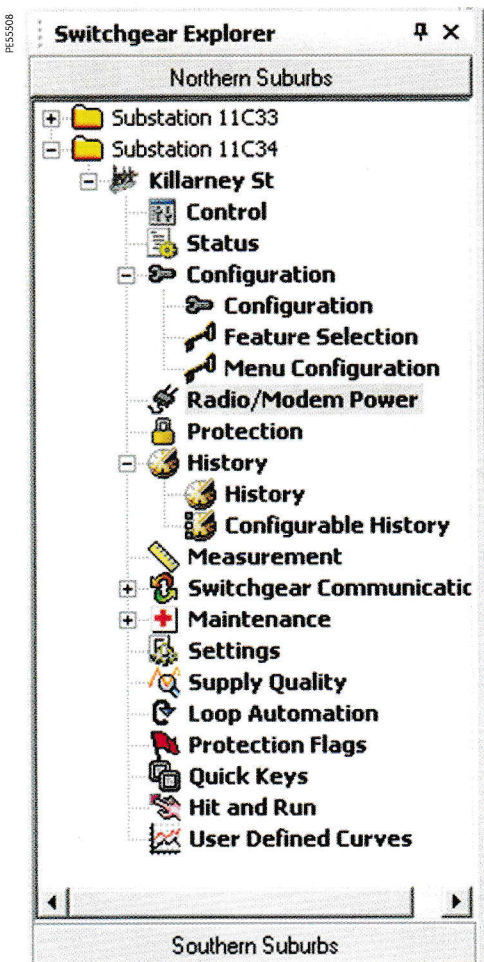 PE55508
Switchgear Explorer
Northern Suburbs
Substation 11C33
Substation 11C34
Killarney St
Control
Status
Configuration
Configuration
Feature Selection
Menu Configuration
Radio/Modem Power
Protection
History
History
Configurable History
Measurement
Switchgear Communicatic
Maintenance
Settings
Supply Quality
Loop Automation
Protection Flags
Quick Keys
Hit and Run
User Defined Curves
Southern Suburbs